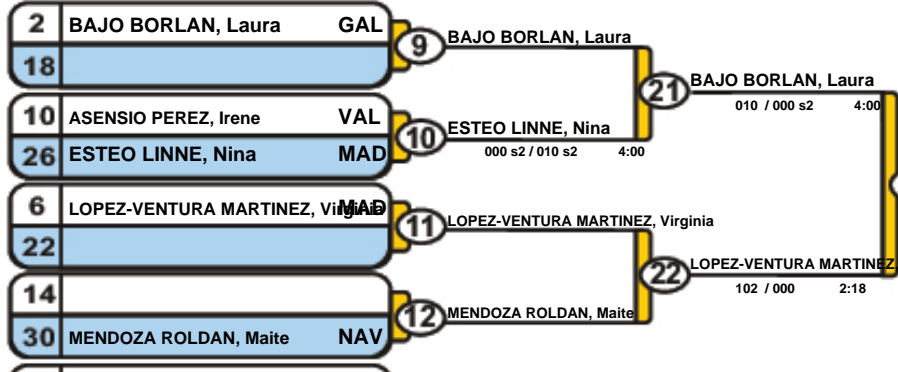 2 BAJO BORLAN, Laura GAL
18
9 BAJO BORLAN, Laura
10 ASENSIO PEREZ, Irene VAL
26 ESTEO LINNE, Nina MAD
10 ESTEO LINNE, Nina
000 s2 / 010 s2 4:00
21 BAJO BORLAN, Laura
010 / 000 s2 4:00
6 LOPEZ-VENTURA MARTINEZ, Virginia MAD
22
11 LOPEZ-VENTURA MARTINEZ, Virginia
14
30 MENDOZA ROLDAN, Maite NAV
12 MENDOZA ROLDAN, Maite
22 LOPEZ-VENTURA MARTINEZ
102 / 000 2:18